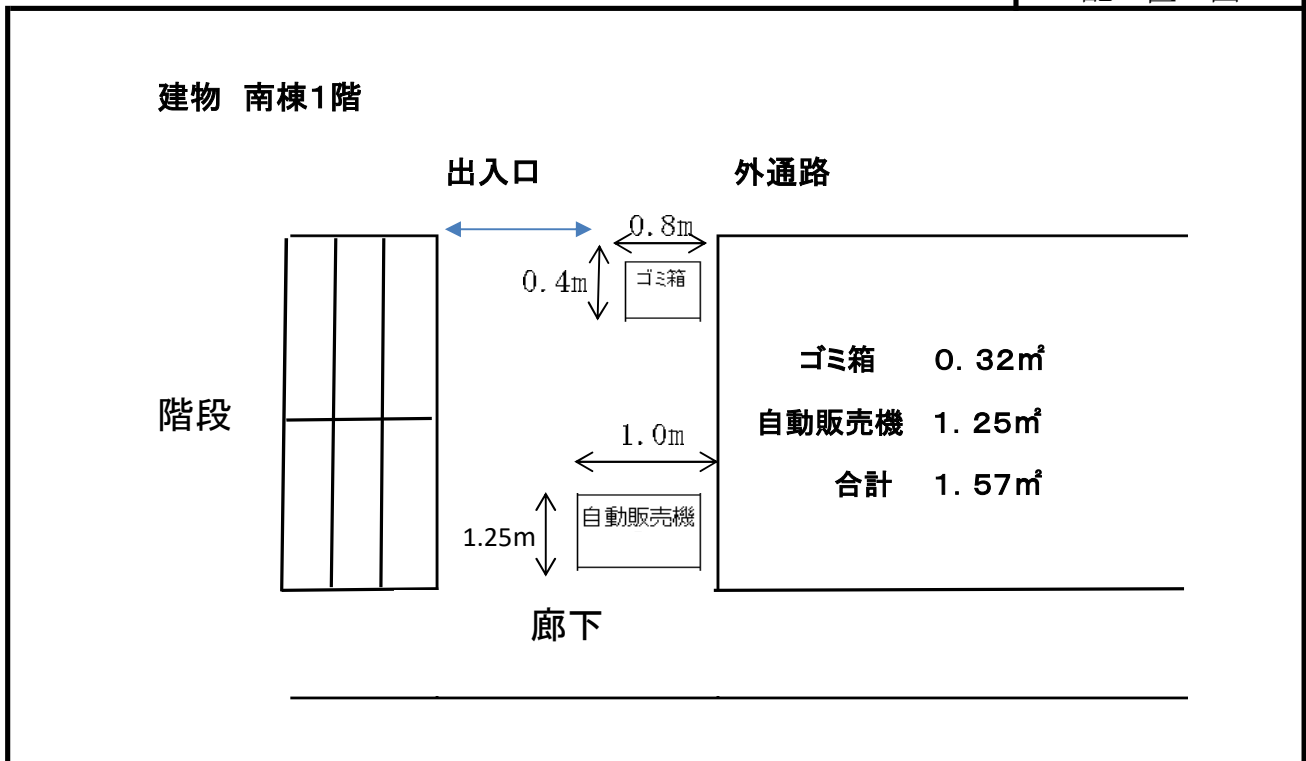 建物　南棟１階
出入口　外通路
0.8m
0.4m
ゴミ箱
ゴミ箱　０．３２㎡
階段
自動販売機　１．２５㎡
1.0m
合計　１．５７㎡
自動販売機
1.25m
廊下